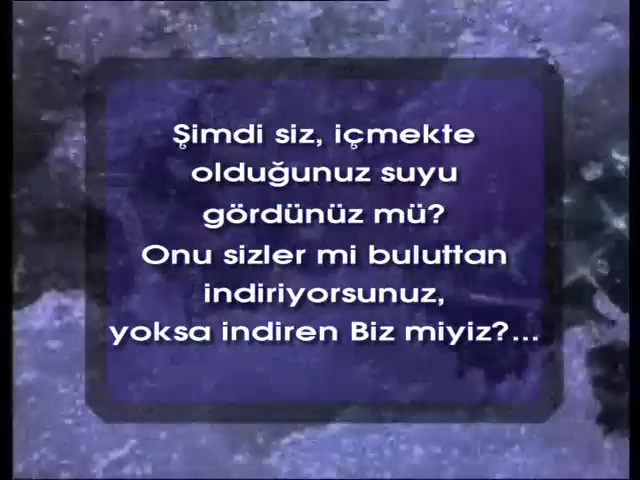 Şimdi siz, içmekte
olduğunuz suyu
gördünüz mü?
Onu sizler mi buluttan
indiriyorsunuz,
yoksa indiren Biz miyiz?...